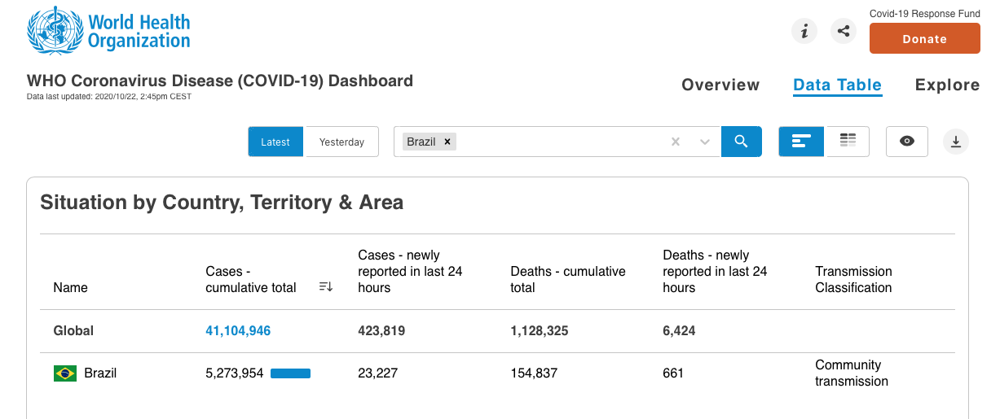 World Health
Organization
Covid-19 Response Fund
Donate
WHO Coronavirus Disease (COVID-19) Dashboard
Data last updated: 2020/10/22, 2:45pm CEST
Overview Data Table Explore
Latest Yesterday Brazil ×
Situation by Country, Territory & Area
Name
Cases -
cumulative total
Cases - newly
reported in last 24
hours
Deaths - cumulative
total
Deaths - newly
reported in last 24
hours
Transmission
Classification
Global 41,104,946 423,819 1,128,325 6,424
Brazil 5,273,954 23,227 154,837 661 Community
transmission